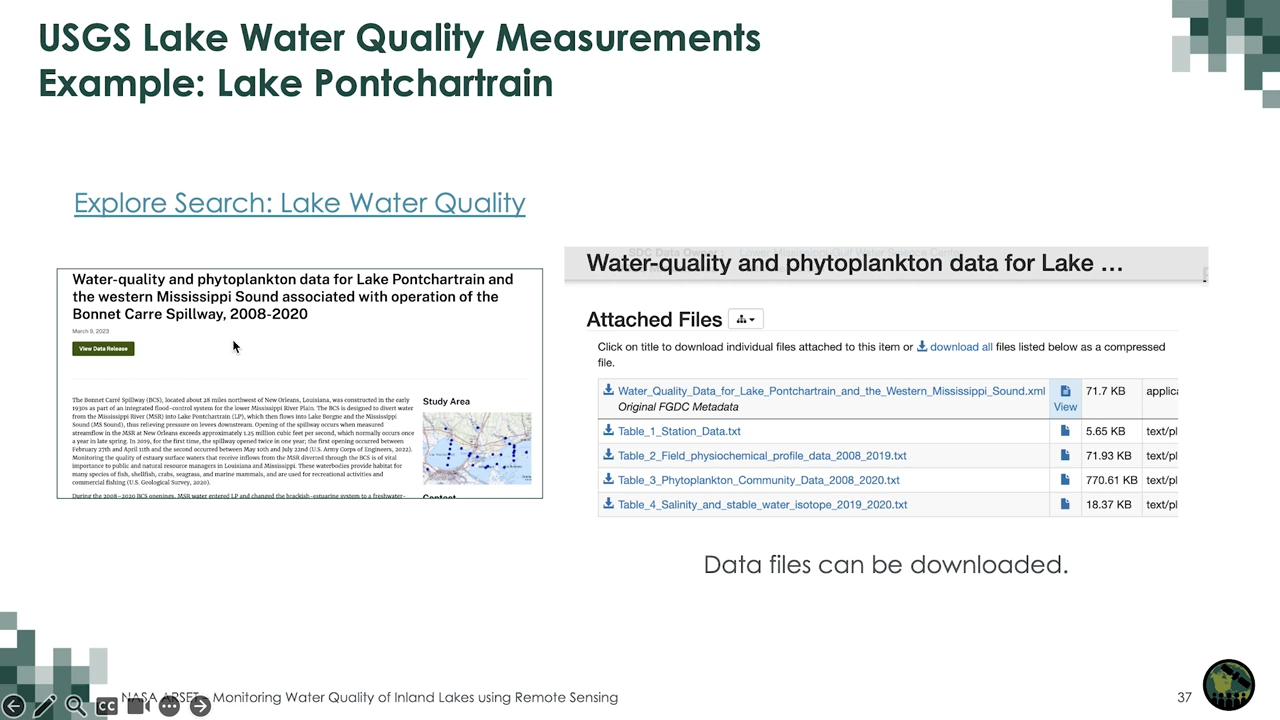 USGS Lake Water Quality Measurements
Example: Lake Pontchartrain
Explore Search: Lake Water Quality
Water-quality and phytoplankton data for Lake Pontchartrain and
the western Mississippi Sound associated with operation of the
Bonnet Carre Spillway, 2008-2020
March 9, 2023
View Data Release
The Bonnet Carré Spillway (BCS), located about 28 miles northwest of New Orleans, Louisiana, was constructed in the early
1930s as part of an integrated flood-control system for the lower Mississippi River Plain. The BCS is designed to divert water
from the Mississippi River (MSR) into Lake Pontchartrain (LP), which then flows into Lake Borgne and the Mississippi
Sound (MS Sound), thus relieving pressure on levees downstream. Opening of the spillway occurs when measured
streamflow in the MSR at New Orleans exceeds approximately 1.25 million cubic feet per second, which normally occurs once
a year in late spring. In 2019, for the first time, the spillway opened twice in one year; the first opening occurred between
February 27th and April 11th and the second occurred between May 10th and July 22nd (U.S. Army Corps of Engineers, 2022).
Monitoring the quality of estuary surface waters that receive inflows from the MSR diverted through the BCS is of vital
importance to public and natural resource managers in Louisiana and Mississippi. These waterbodies provide habitat for
many species of fish, shellfish, crabs, seagrass, and marine mammals, and are used for recreational activities and
commercial fishing (U.S. Geological Survey, 2020).
During the 2008–2020 BCS openings, MSR water entered LP and changed the brackish-estuarine system to a freshwater-
Study Area
Contact
Water-quality and phytoplankton data for Lake ...
Attached Files
Click on title to download individual files attached to this item or download all files listed below as a compressed
file.
Water_Quality_Data_for_Lake_Pontchartrain_and_the_Western_Mississippi_Sound.xml 71.7 KB applica
Original FGDC Metadata View
Table_1_Station_Data.txt 5.65 KB text/pl
Table_2_Field_physiochemical_profile_data_2008_2019.txt 71.93 KB text/pl
Table_3_Phytoplankton_Community_Data_2008_2020.txt 770.61 KB text/pl
Table_4_Salinity_and_stable_water_isotope_2019_2020.txt 18.37 KB text/pl
Data files can be downloaded.
NASA ARSET - Monitoring Water Quality of Inland Lakes using Remote Sensing
37
CC